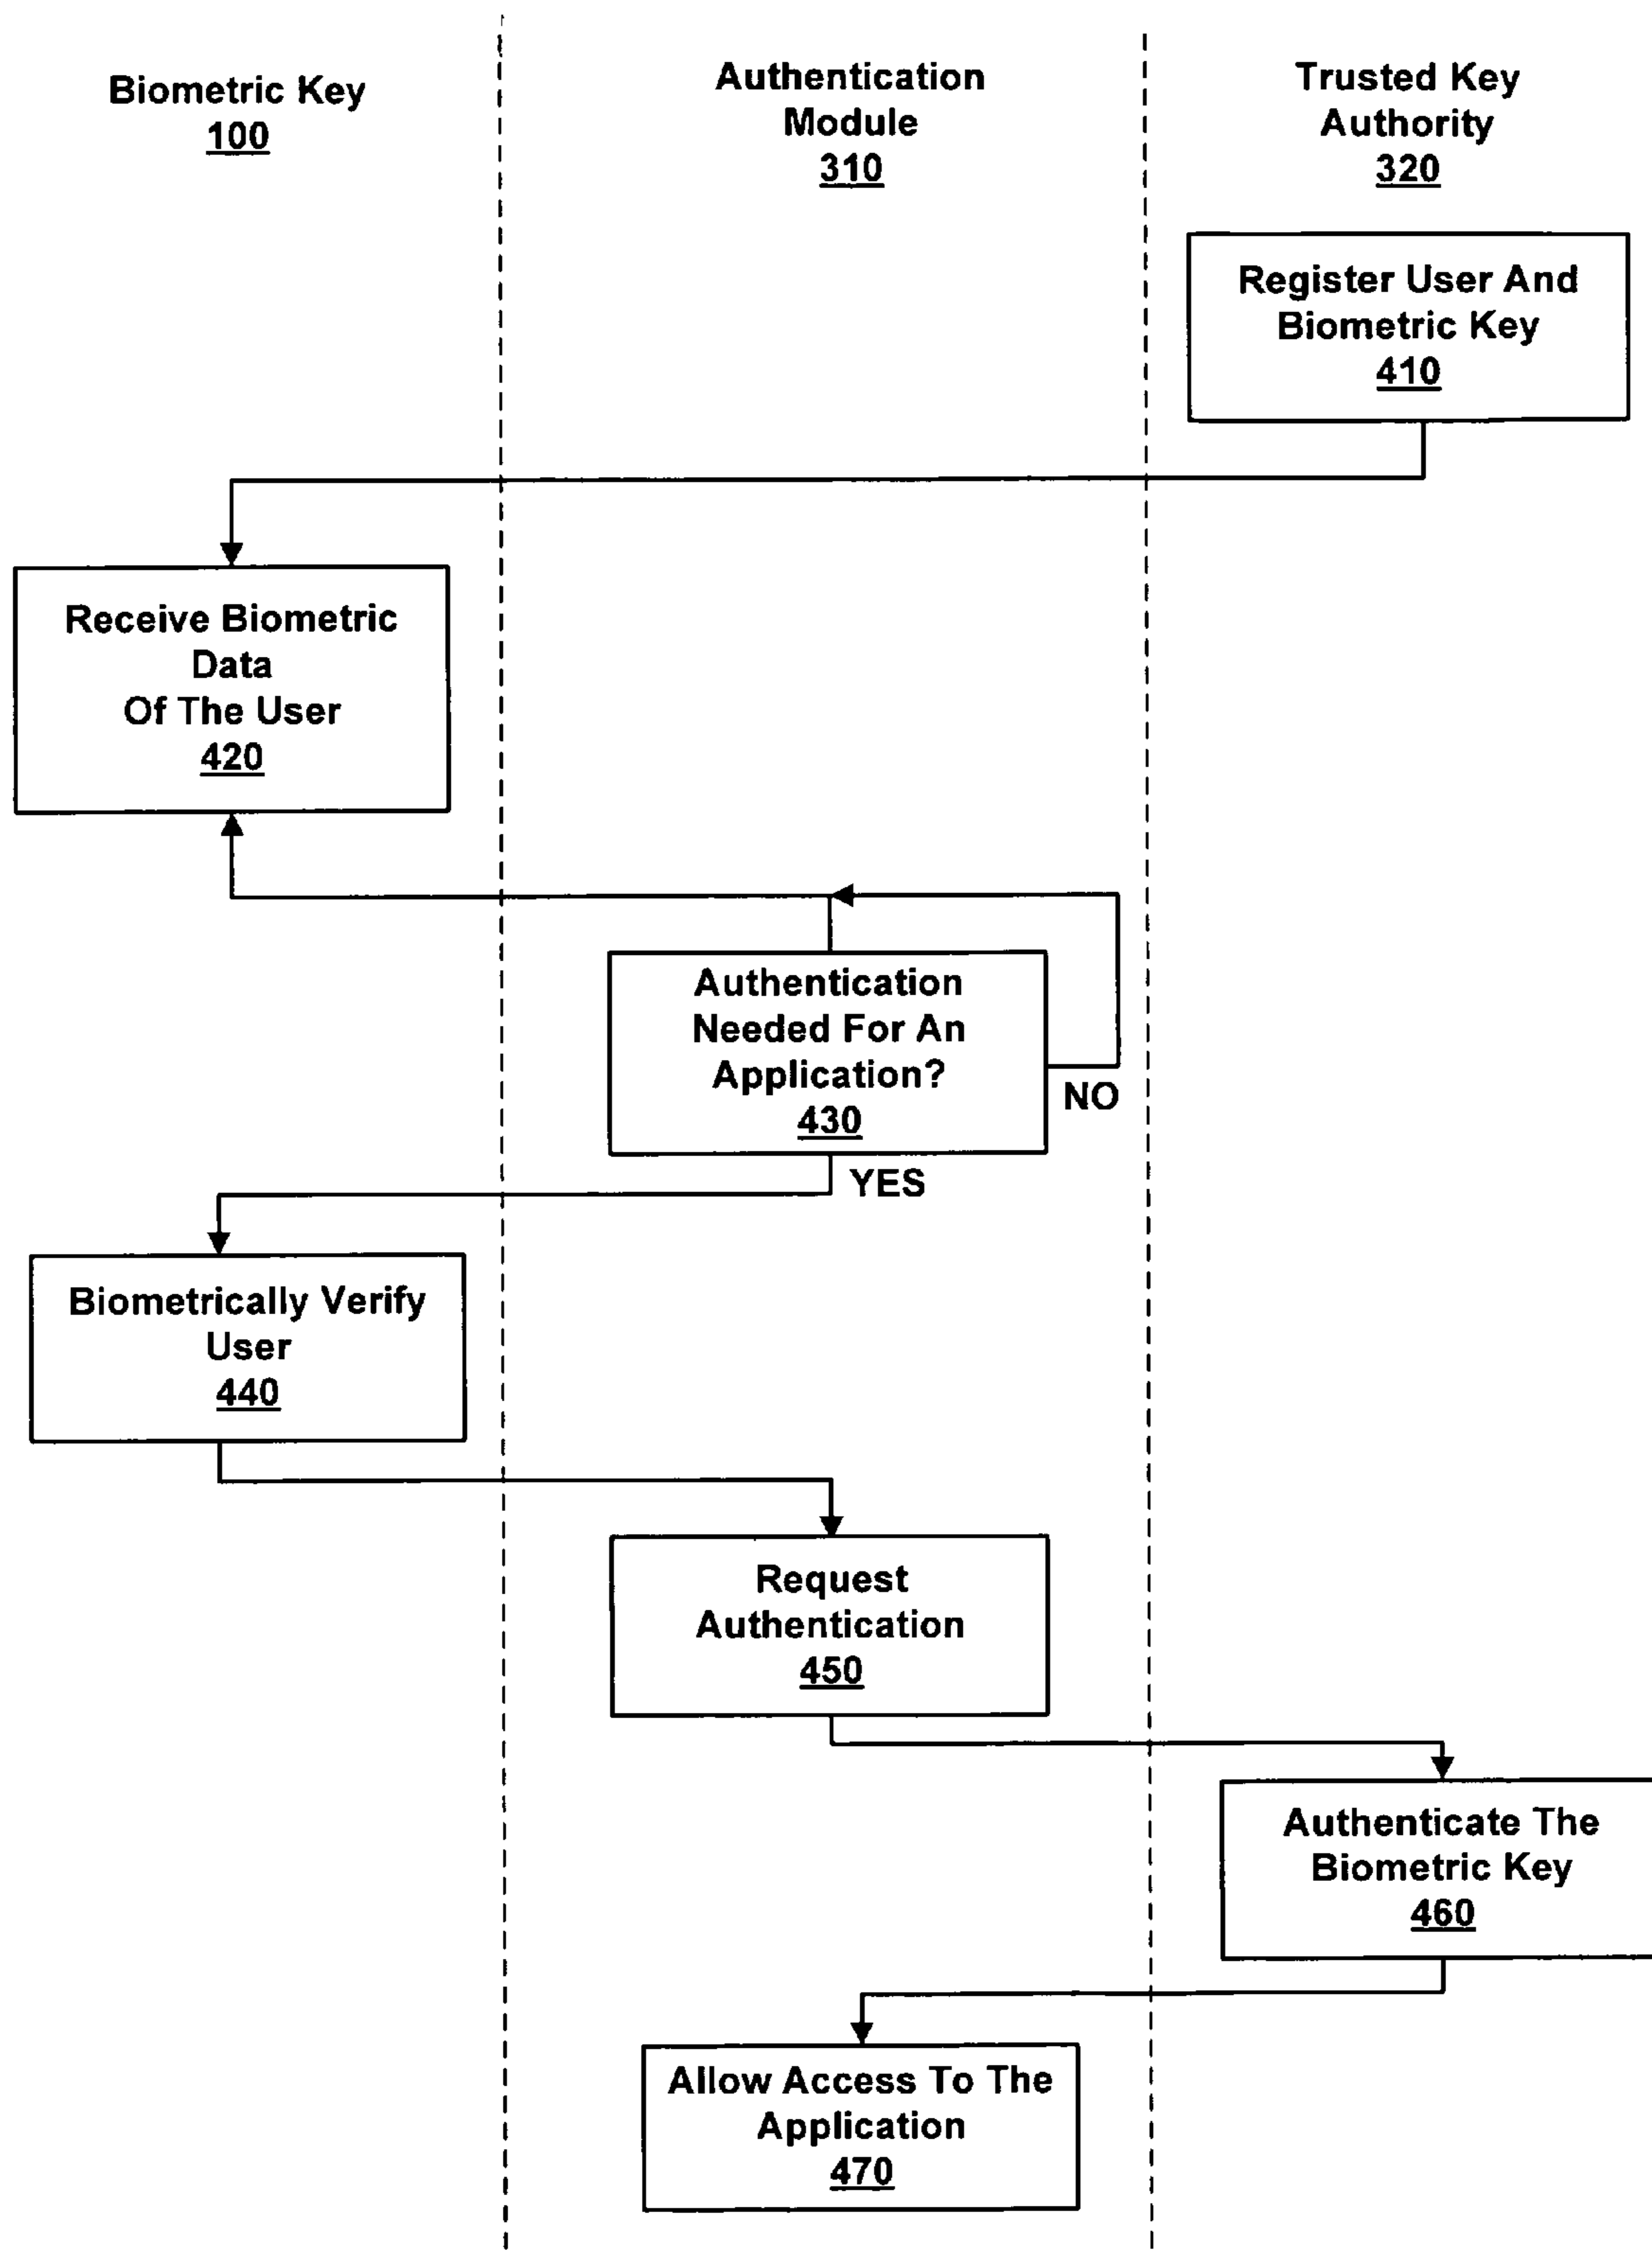 Biometric Key
100
Authentication
Module
310
Trusted Key
Authority
320
Register User And
Biometric Key
410
Receive Biometric
Data
Of The User
420
Authentication
Needed For An
Application?
430
NO
YES
Biometrically Verify
User
440
Request
Authentication
450
Authenticate The
Biometric Key
460
Allow Access To The
Application
470